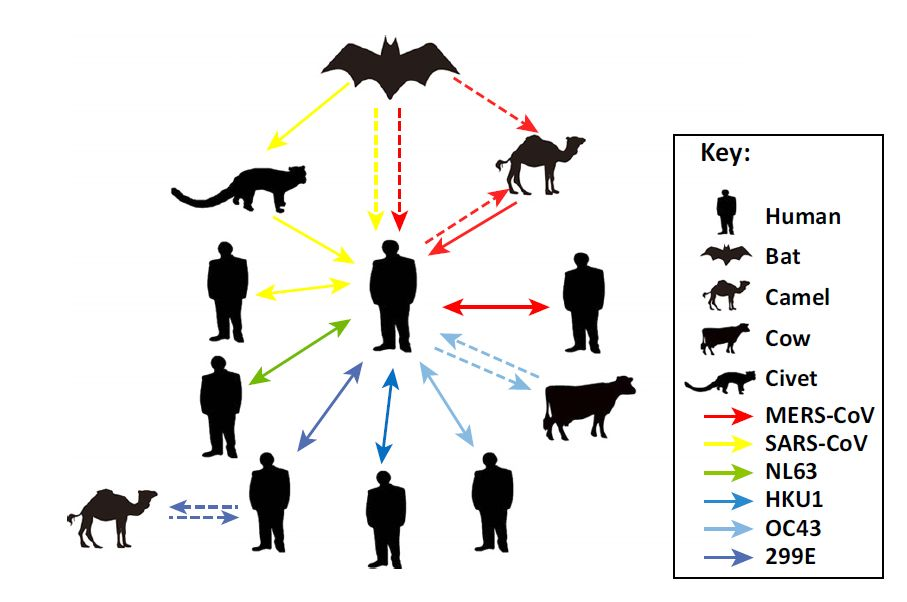 Key:
Human
Bat
Camel
Cow
Civet
MERS-CoV
SARS-CoV
NL63
HKU1
OC43
299E